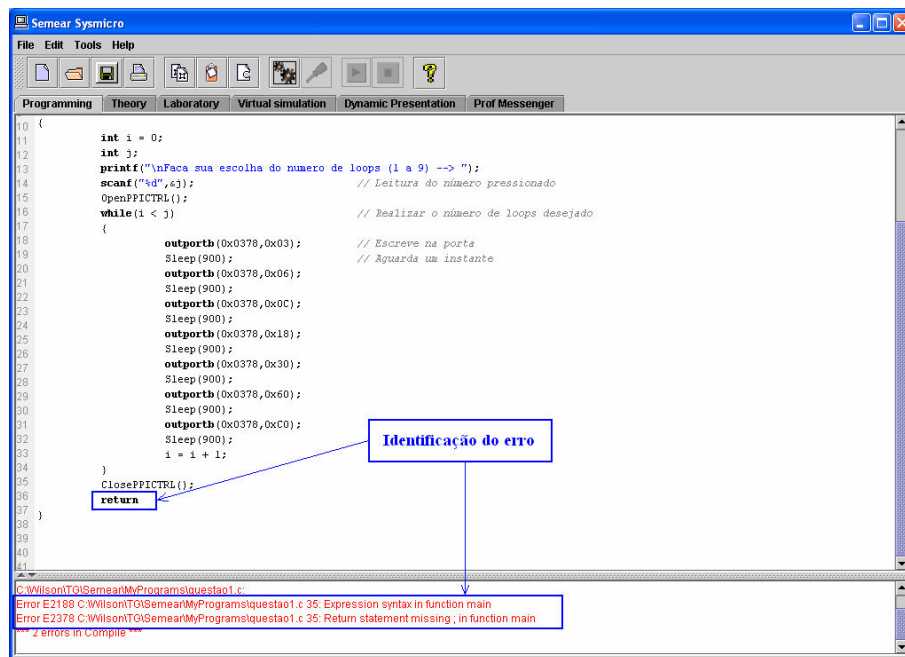 Semear Sysmicro
File Edit Tools Help
Programming Theory Laboratory Virtual simulation Dynamic Presentation Prof Messenger
10 {
11 int i = 0;
12 int j;
13 printf("\nFaca sua escolha do numero de loops (1 a 9) --> ");
14 scanf("%d",&j); // Leitura do número pressionado
15 OpenPPICTRL();
16 while(i < j) // Realizar o número de loops desejado
17 {
18 outportb(0x0378,0x03); // Escreve na porta
19 Sleep(900); // Aguarda um instante
20 outportb(0x0378,0x06);
21 Sleep(900);
22 outportb(0x0378,0x0C);
23 Sleep(900);
24 outportb(0x0378,0x18);
25 Sleep(900);
26 outportb(0x0378,0x30);
27 Sleep(900);
28 outportb(0x0378,0x60);
29 Sleep(900);
30 outportb(0x0378,0xC0);
31 Sleep(900);
32 i = i + 1;
33 }
34 ClosePPICTRL();
35 return
36 }
37
38
39
40
41
Identificação do erro
C:\Wilson\TG\Semear\MyPrograms\questao1.c:
Error E2188 C:\Wilson\TG\Semear\MyPrograms\questao1.c 35: Expression syntax in function main
Error E2378 C:\Wilson\TG\Semear\MyPrograms\questao1.c 35: Return statement missing ; in function main
*** 2 errors in Compile ***